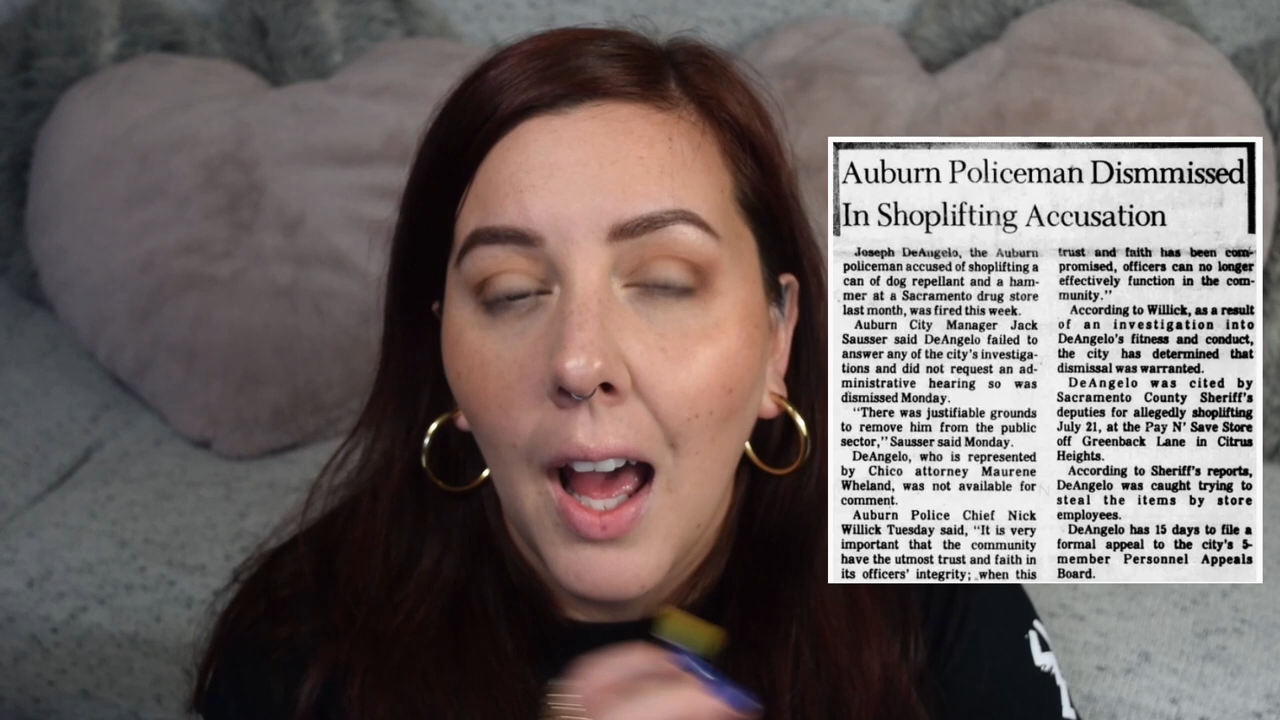 Auburn Policeman Dismmissed
In Shoplifting Accusation
Joseph DeAngelo, the Auburn
policeman accused of shoplifting a
can of dog repellant and a ham-
mer at a Sacramento drug store
last month, was fired this week.
Auburn City Manager Jack
Sausser said DeAngelo failed to
answer any of the city's investiga-
tions and did not request an ad-
ministrative hearing so was
dismissed Monday.
"There was justifiable grounds
to remove him from the public
sector," Sausser said Monday.
DeAngelo, who is represented
by Chico attorney Maurene
Wheland, was not available for
comment.
Auburn Police Chief Nick
Willick Tuesday said, "It is very
important that the community
have the utmost trust and faith in
its officers' integrity; when this
trust and faith has been com-
promised, officers can no longer
effectively function in the com-
munity."
According to Willick, as a result
of an investigation into
DeAngelo's fitness and conduct,
the city has determined that
dismissal was warranted.
DeAngelo was cited by
Sacramento County Sheriff's
deputies for allegedly shoplifting
July 21, at the Pay N' Save Store
off Greenback Lane in Citrus
Heights.
According to Sheriff's reports,
DeAngelo was caught trying to
steal the items by store
employees.
DeAngelo has 15 days to file a
formal appeal to the city's 5-
member Personnel Appeals
Board.